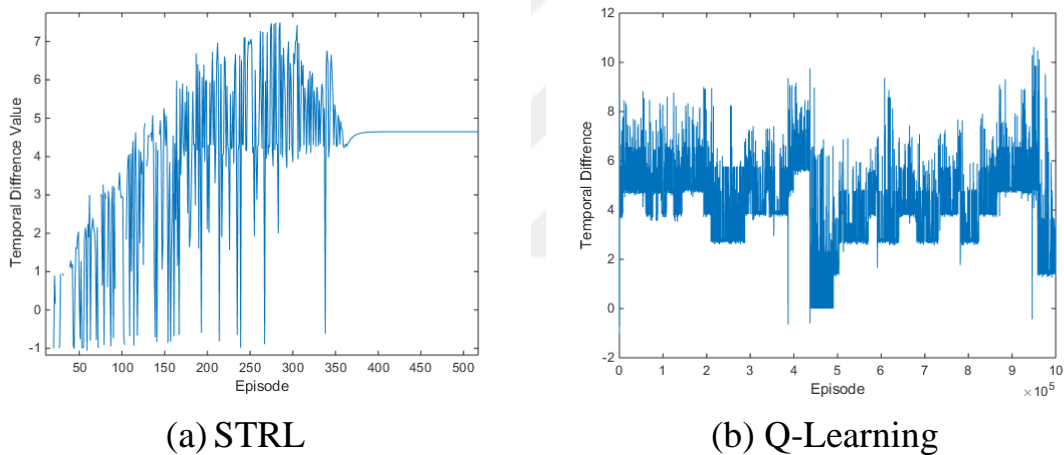 Temporal Diffrence Value
7
6
5
4
3
2
1
0
-1
50 100 150 200 250 300 350 400 450 500
Episode
(a) STRL
Temporal Diffrence
12
10
8
6
4
2
0
-2
0 1 2 3 4 5 6 7 8 9 10
Episode
× 10^5
(b) Q-Learning